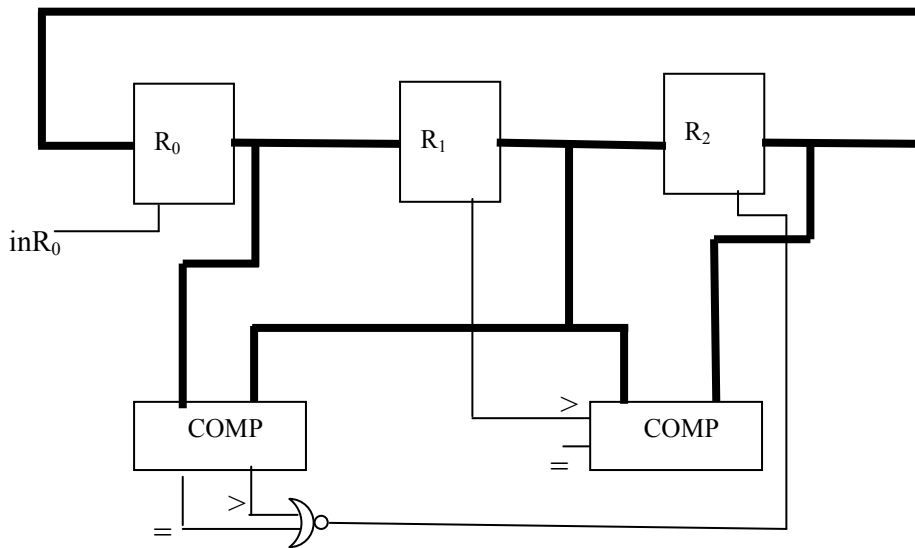 R₀
R₁
R₂
inR₀
COMP
>
=
>
COMP
=